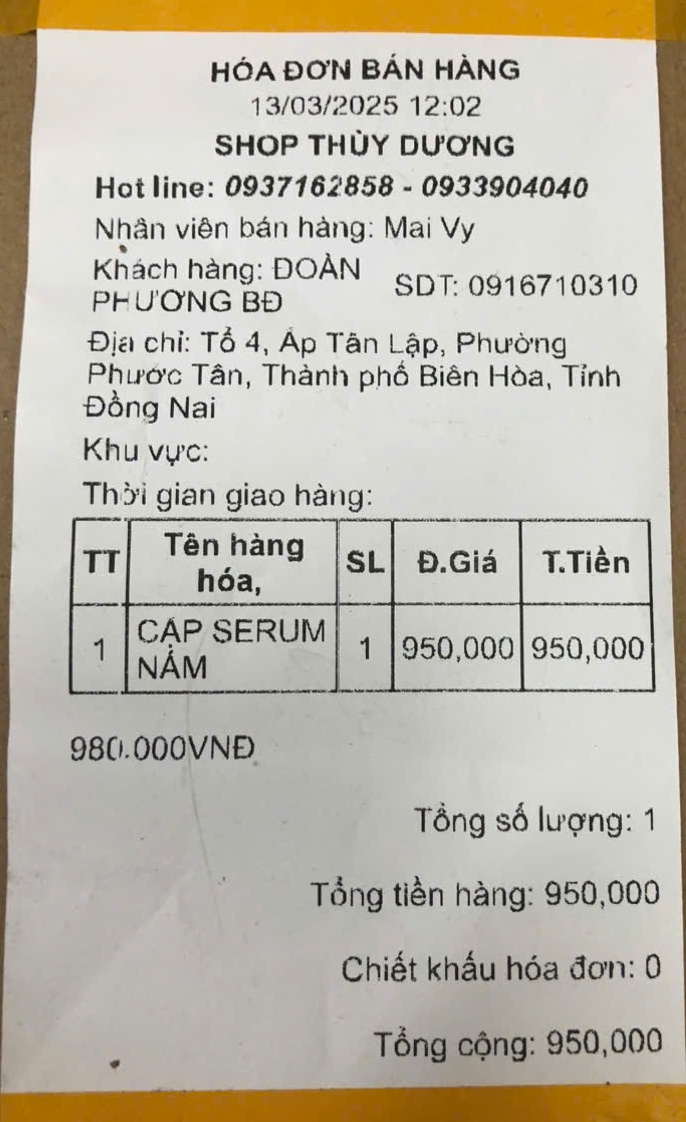 HÓA ĐƠN BÁN HÀNG
13/03/2025 12:02
SHOP THÙY DƯƠNG
Hot line: 0937162858 - 0933904040
Nhân viên bán hàng: Mai Vy
Khách hàng: ĐOÀN PHƯƠNG BĐ SDT: 0916710310
Địa chỉ: Tổ 4, Ấp Tân Lập, Phường
Phước Tân, Thành phố Biên Hòa, Tỉnh
Đồng Nai
Khu vực:
Thời gian giao hàng:
TT Tên hàng hóa, SL Đ.Giá T.Tiền
1 CẶP SERUM NÁM 1 950,000 950,000
980.000VNĐ
Tổng số lượng: 1
Tổng tiền hàng: 950,000
Chiết khấu hóa đơn: 0
Tổng cộng: 950,000